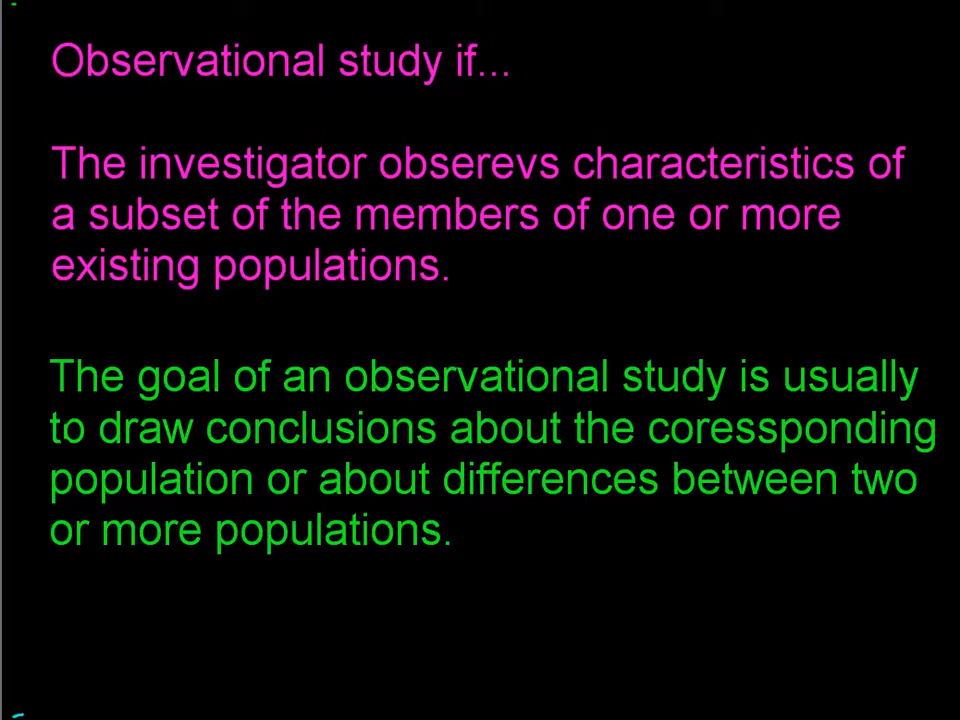 Observational study if...
The investigator obserevs characteristics of
a subset of the members of one or more
existing populations.
The goal of an observational study is usually
to draw conclusions about the coressponding
population or about differences between two
or more populations.